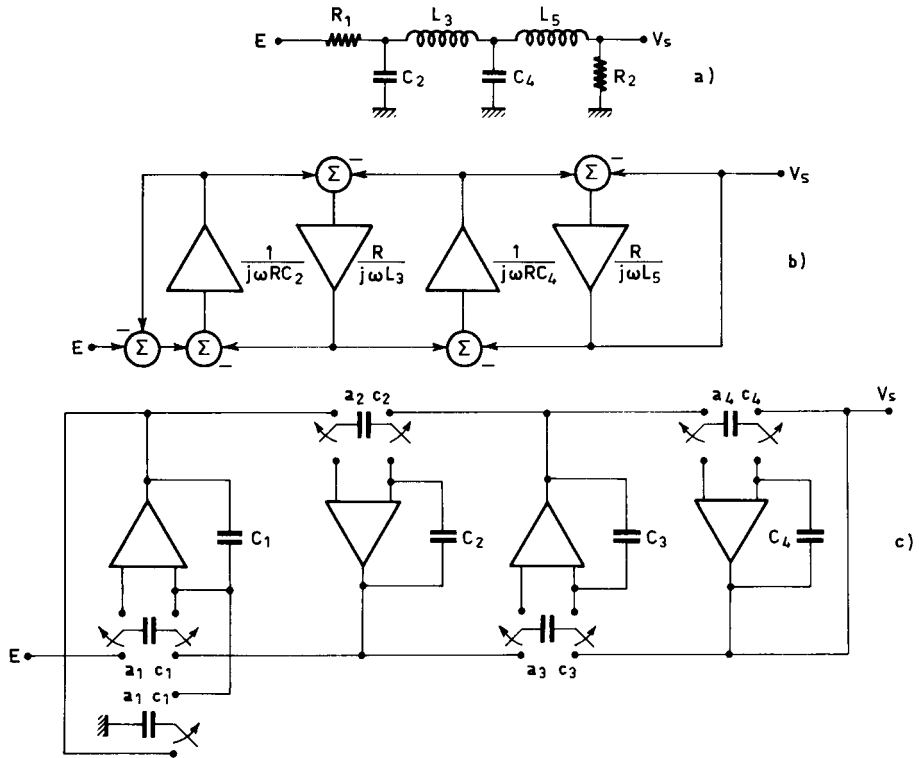 R₁ L₃ L₅
E Vₛ
C₂ C₄ R₂
a)
Σ − Σ −
Vₛ
1/jωRC₂ R/jωL₃ 1/jωRC₄ R/jωL₅
b)
E − Σ Σ − Σ −
a₂ c₂ a₄ c₄ Vₛ
C₁ C₂ C₃ C₄
c)
E
a₁ c₁ a₃ c₃
a₁ c₁